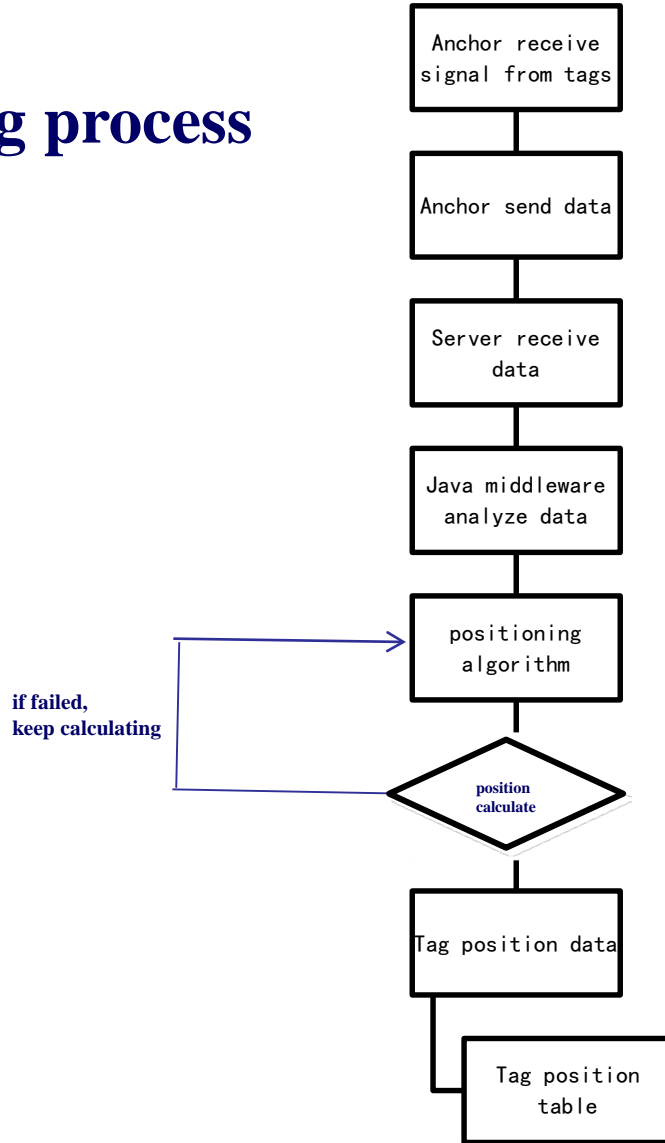 Anchor receive
signal from tags
g process
Anchor send data
Server receive
data
Java middleware
analyze data
positioning
algorithm
if failed,
keep calculating
position
calculate
Tag position data
Tag position
table